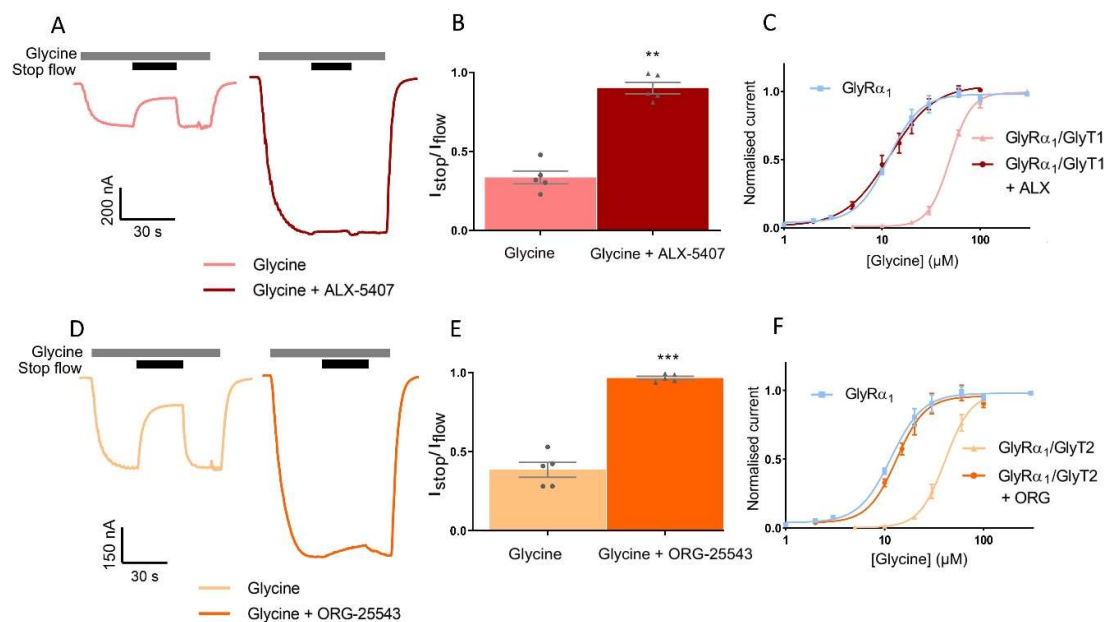 A
Glycine
Stop flow
200 nA
30 s
Glycine
Glycine + ALX-5407
B
**
Istop/Iflow
1.0
0.5
0.0
Glycine
Glycine + ALX-5407
C
Normalised current
1.0
0.5
0.0
1
10
100
[Glycine] (µM)
GlyRα1
GlyRα1/GlyT1
GlyRα1/GlyT1
+ ALX
D
Glycine
Stop flow
150 nA
30 s
Glycine
Glycine + ORG-25543
E
***
Istop/Iflow
1.0
0.5
0.0
Glycine
Glycine + ORG-25543
F
Normalised current
1.0
0.5
0.0
1
10
100
[Glycine] (µM)
GlyRα1
GlyRα1/GlyT2
GlyRα1/GlyT2
+ ORG